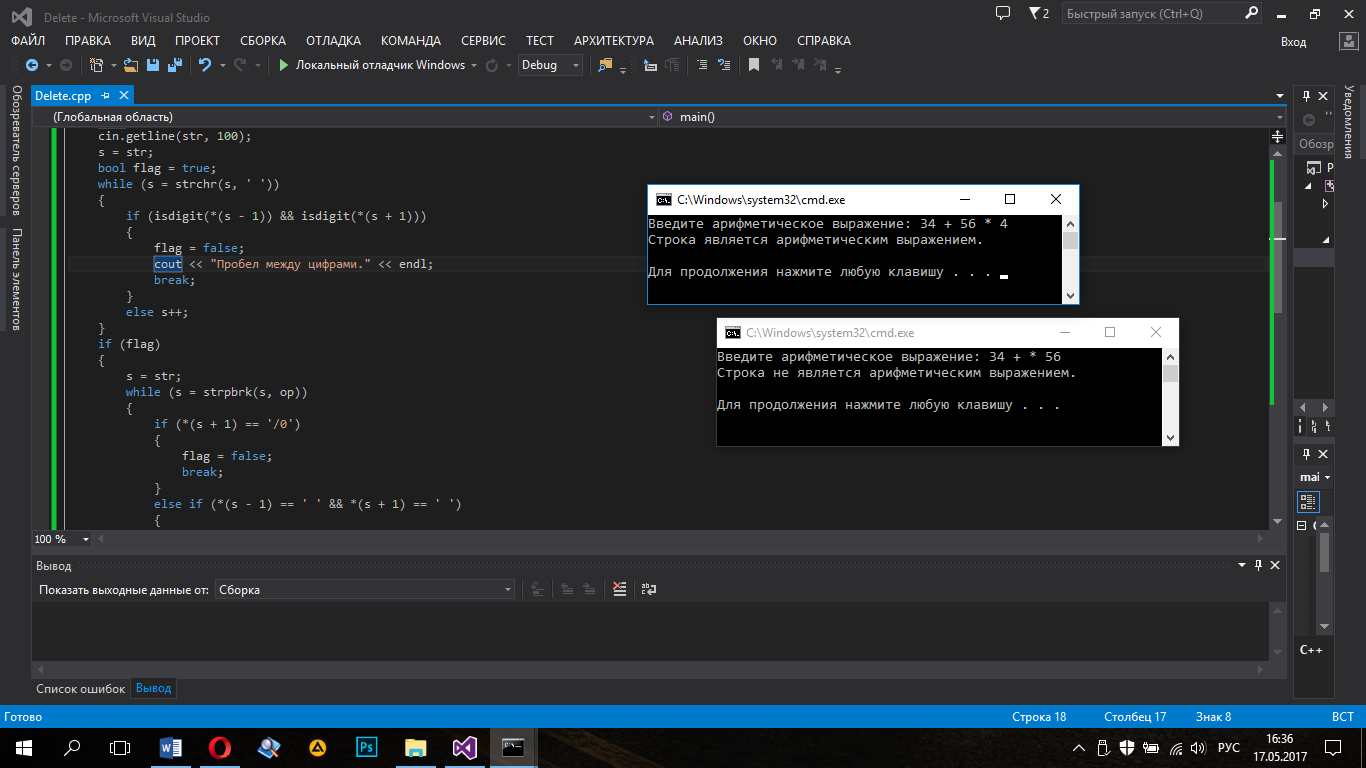 Delete - Microsoft Visual Studio
2
Быстрый запуск (Ctrl+Q)
ФАЙЛ ПРАВКА ВИД ПРОЕКТ СБОРКА ОТЛАДКА КОМАНДА СЕРВИС ТЕСТ АРХИТЕКТУРА АНАЛИЗ ОКНО СПРАВКА
Вход
Локальный отладчик Windows
Debug
Обозреватель серверов
Панель элементов
Delete.cpp
(Глобальная область)
main()
cin.getline(str, 100);
s = str;
bool flag = true;
while (s = strchr(s, ' '))
{
if (isdigit(*(s - 1)) && isdigit(*(s + 1)))
{
flag = false;
cout << "Пробел между цифрами." << endl;
break;
}
else s++;
}
if (flag)
{
s = str;
while (s = strpbrk(s, op))
{
if (*(s + 1) == '/0')
{
flag = false;
break;
}
else if (*(s - 1) == ' ' && *(s + 1) == ' ')
{
100 %
C:\Windows\system32\cmd.exe
Введите арифметическое выражение: 34 + 56 * 4
Строка является арифметическим выражением.
Для продолжения нажмите любую клавишу . . .
C:\Windows\system32\cmd.exe
Введите арифметическое выражение: 34 + * 56
Строка не является арифметическим выражением.
Для продолжения нажмите любую клавишу . . .
Уведомления
Обозр
mai
C++
Вывод
Показать выходные данные от: Сборка
Список ошибок Вывод
Готово
Строка 18 Столбец 17 Знак 8 ВСТ
Ps
РУС
16:36
17.05.2017